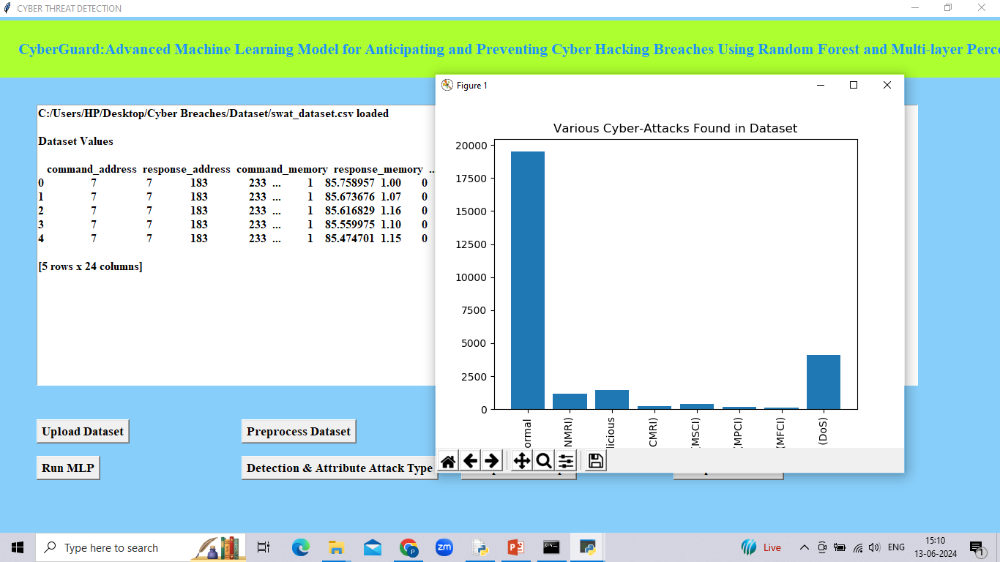 CYBER THREAT DETECTION
CyberGuard:Advanced Machine Learning Model for Anticipating and Preventing Cyber Hacking Breaches Using Random Forest and Multi-layer Perc
C:/Users/HP/Desktop/Cyber Breaches/Dataset/swat_dataset.csv loaded
Dataset Values
command_address response_address command_memory response_memory ...
0 7 7 183 233 ... 1 85.758957 1.00 0
1 7 7 183 233 ... 1 85.673676 1.07 0
2 7 7 183 233 ... 1 85.616829 1.16 0
3 7 7 183 233 ... 1 85.559975 1.10 0
4 7 7 183 233 ... 1 85.474701 1.15 0
[5 rows x 24 columns]
Figure 1
Various Cyber-Attacks Found in Dataset
20000
17500
15000
12500
10000
7500
5000
2500
0
ormal
NMRI)
licious
CMRI)
(MSCI)
(MPCI)
(MFCI)
(DoS)
Upload Dataset
Preprocess Dataset
Run MLP
Detection & Attribute Attack Type
Type here to search
zm
Live
ENG
15:10
13-06-2024
1